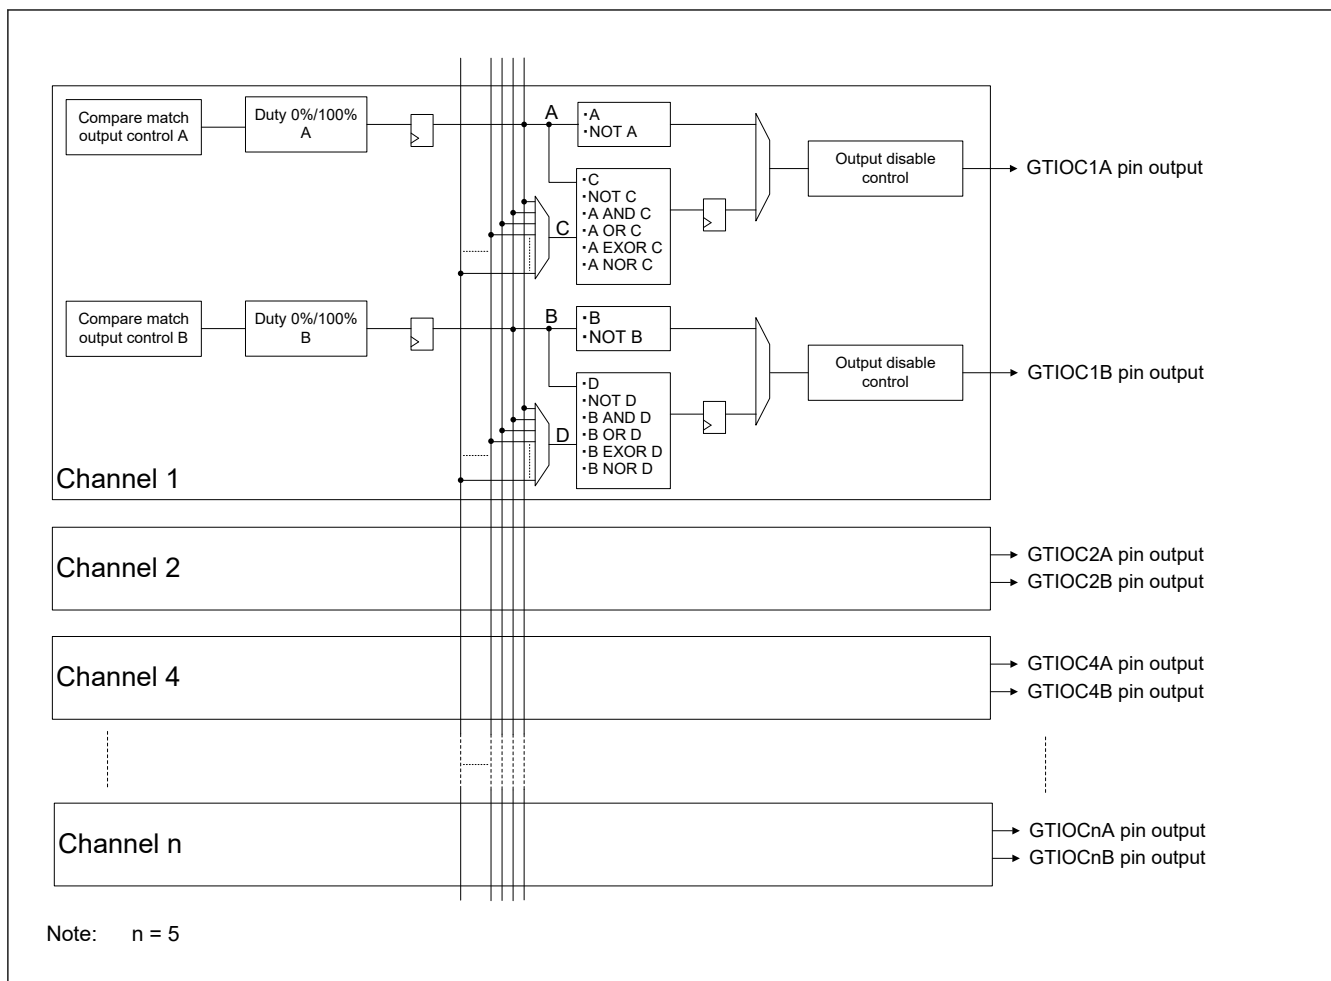 Compare match
output control A
Duty 0%/100%
A
A
・A
・NOT A
Output disable
control
GTIOC1A pin output
C
・C
・NOT C
・A AND C
・A OR C
・A EXOR C
・A NOR C
Compare match
output control B
Duty 0%/100%
B
B
・B
・NOT B
Output disable
control
GTIOC1B pin output
D
・D
・NOT D
・B AND D
・B OR D
・B EXOR D
・B NOR D
Channel 1
Channel 2
GTIOC2A pin output
GTIOC2B pin output
Channel 4
GTIOC4A pin output
GTIOC4B pin output
Channel n
GTIOCnA pin output
GTIOCnB pin output
Note: n = 5